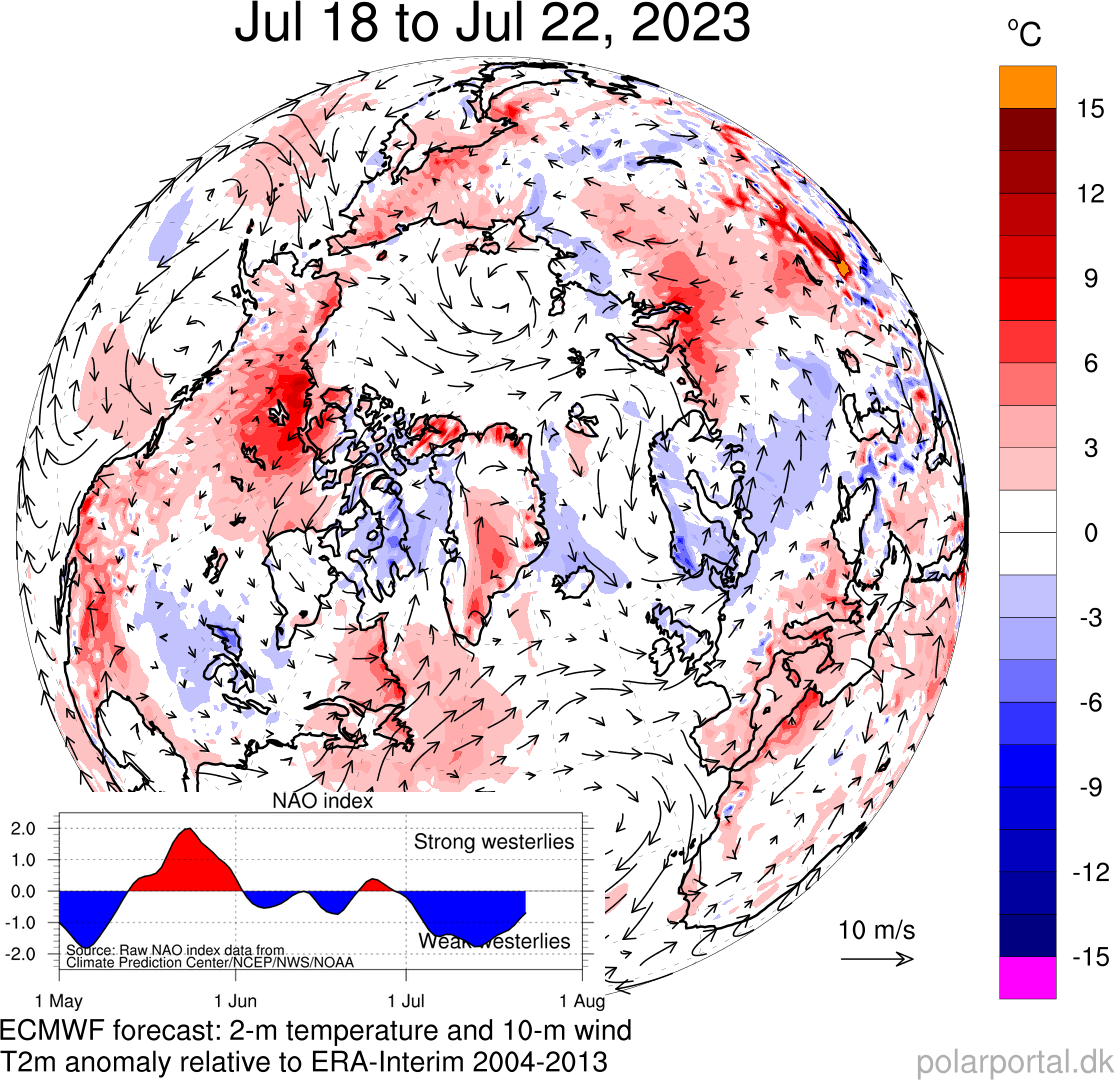 Jul 18 to Jul 22, 2023
°C
15
12
9
6
3
0
-3
-6
-9
-12
-15
10 m/s
NAO index
2.0
1.0
0.0
-1.0
-2.0
Strong westerlies
Weak westerlies
Source: Raw NAO index data from
Climate Prediction Center/NCEP/NWS/NOAA
1 May
1 Jun
1 Jul
1 Aug
ECMWF forecast: 2-m temperature and 10-m wind
T2m anomaly relative to ERA-Interim 2004-2013
polarportal.dk